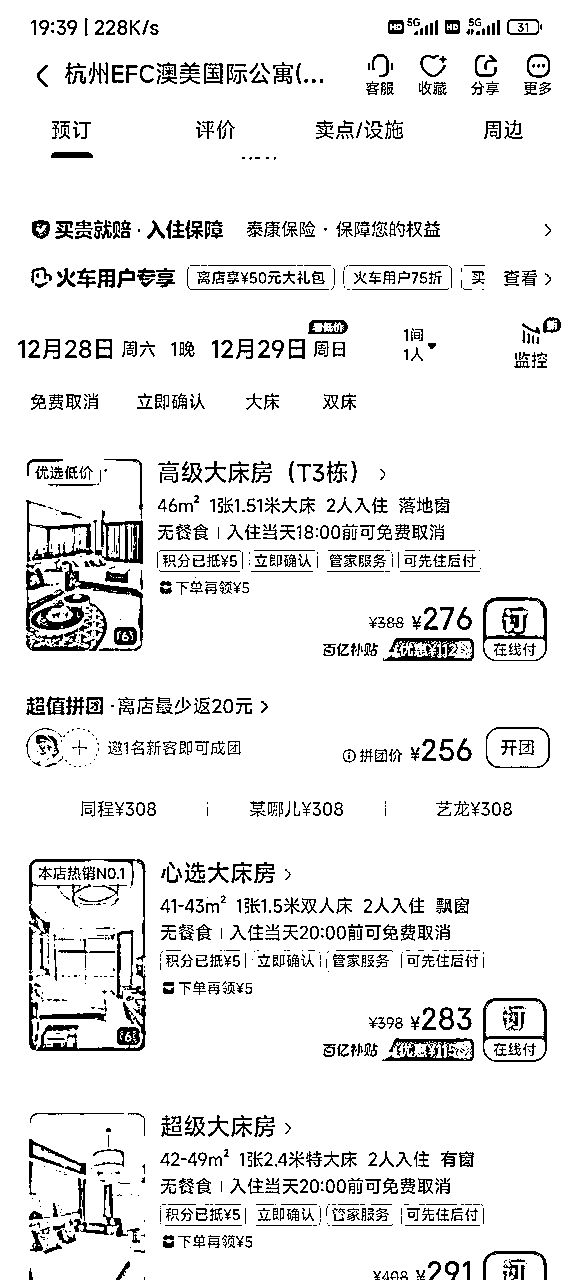 19:39 | 228K/s HD 5G HD 5G 31
杭州EFC澳美国际公寓(...
客服 收藏 分享 更多
预订 评价 卖点/设施 周边
买贵就赔 · 入住保障 泰康保险 · 保障您的权益
火车用户专享 离店享¥50元大礼包 火车用户75折 买 查看
最低价
12月28日 周六 1晚 12月29日 周日 1间 1人 新 监控
免费取消 立即确认 大床 双床
优选低价
高级大床房（T3栋）
46m² 1张1.51米大床 2人入住 落地窗
无餐食 | 入住当天18:00前可免费取消
积分已抵¥5 立即确认 管家服务 可先住后付
下单再领¥5
¥388 ¥276 订
百亿补贴 优惠¥112 在线付
超值拼团 · 离店最少返20元
邀1名新客即可成团 拼团价 ¥256 开团
同程¥308 某哪儿¥308 艺龙¥308
本店热销NO.1
心选大床房
41-43m² 1张1.5米双人床 2人入住 飘窗
无餐食 | 入住当天20:00前可免费取消
积分已抵¥5 立即确认 管家服务 可先住后付
下单再领¥5
¥398 ¥283 订
百亿补贴 优惠¥115 在线付
超级大床房
42-49m² 1张2.4米特大床 2人入住 有窗
无餐食 | 入住当天20:00前可免费取消
积分已抵¥5 立即确认 管家服务 可先住后付
下单再领¥5
¥408 ¥291 订